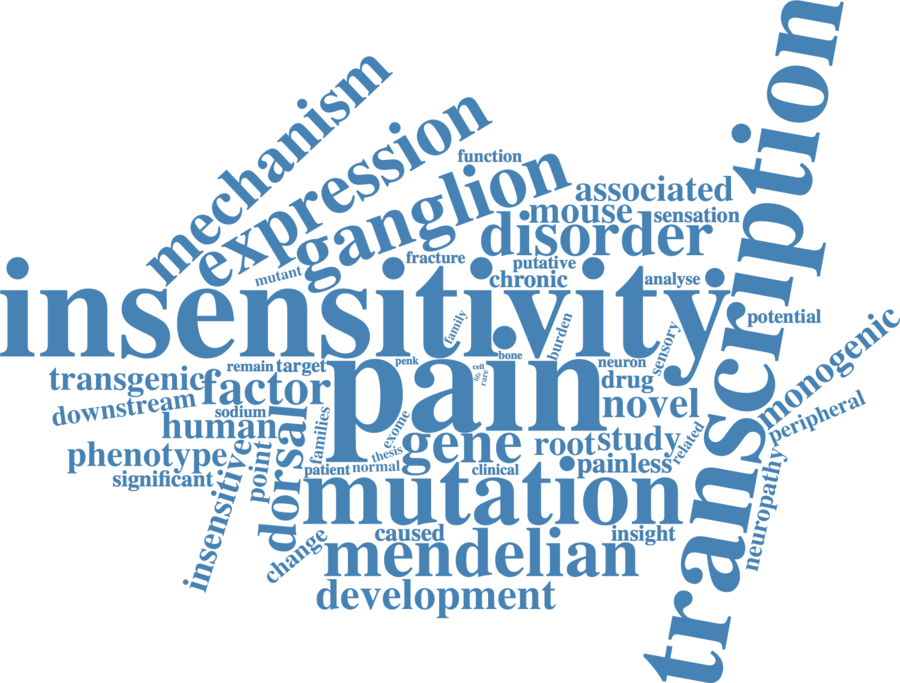 transcription
mechanism
expression
function
ganglion
associated
mouse
sensation
disorder
fracture
putative
mutant
chronic
analyse
insensitivity
potential
family
burden
sensory
monogenic
bone
penk
neuron
remain
target
cell
rare
life
pain
transgenic
factor
drug
novel
downstream
sodium
human
dorsal
families
exome
gene
root
study
related
peripheral
phenotype
insensitive
point
thesis
patient
normal
clinical
painless
significant
mutation
neuropathy
caused
insight
change
mendelian
development